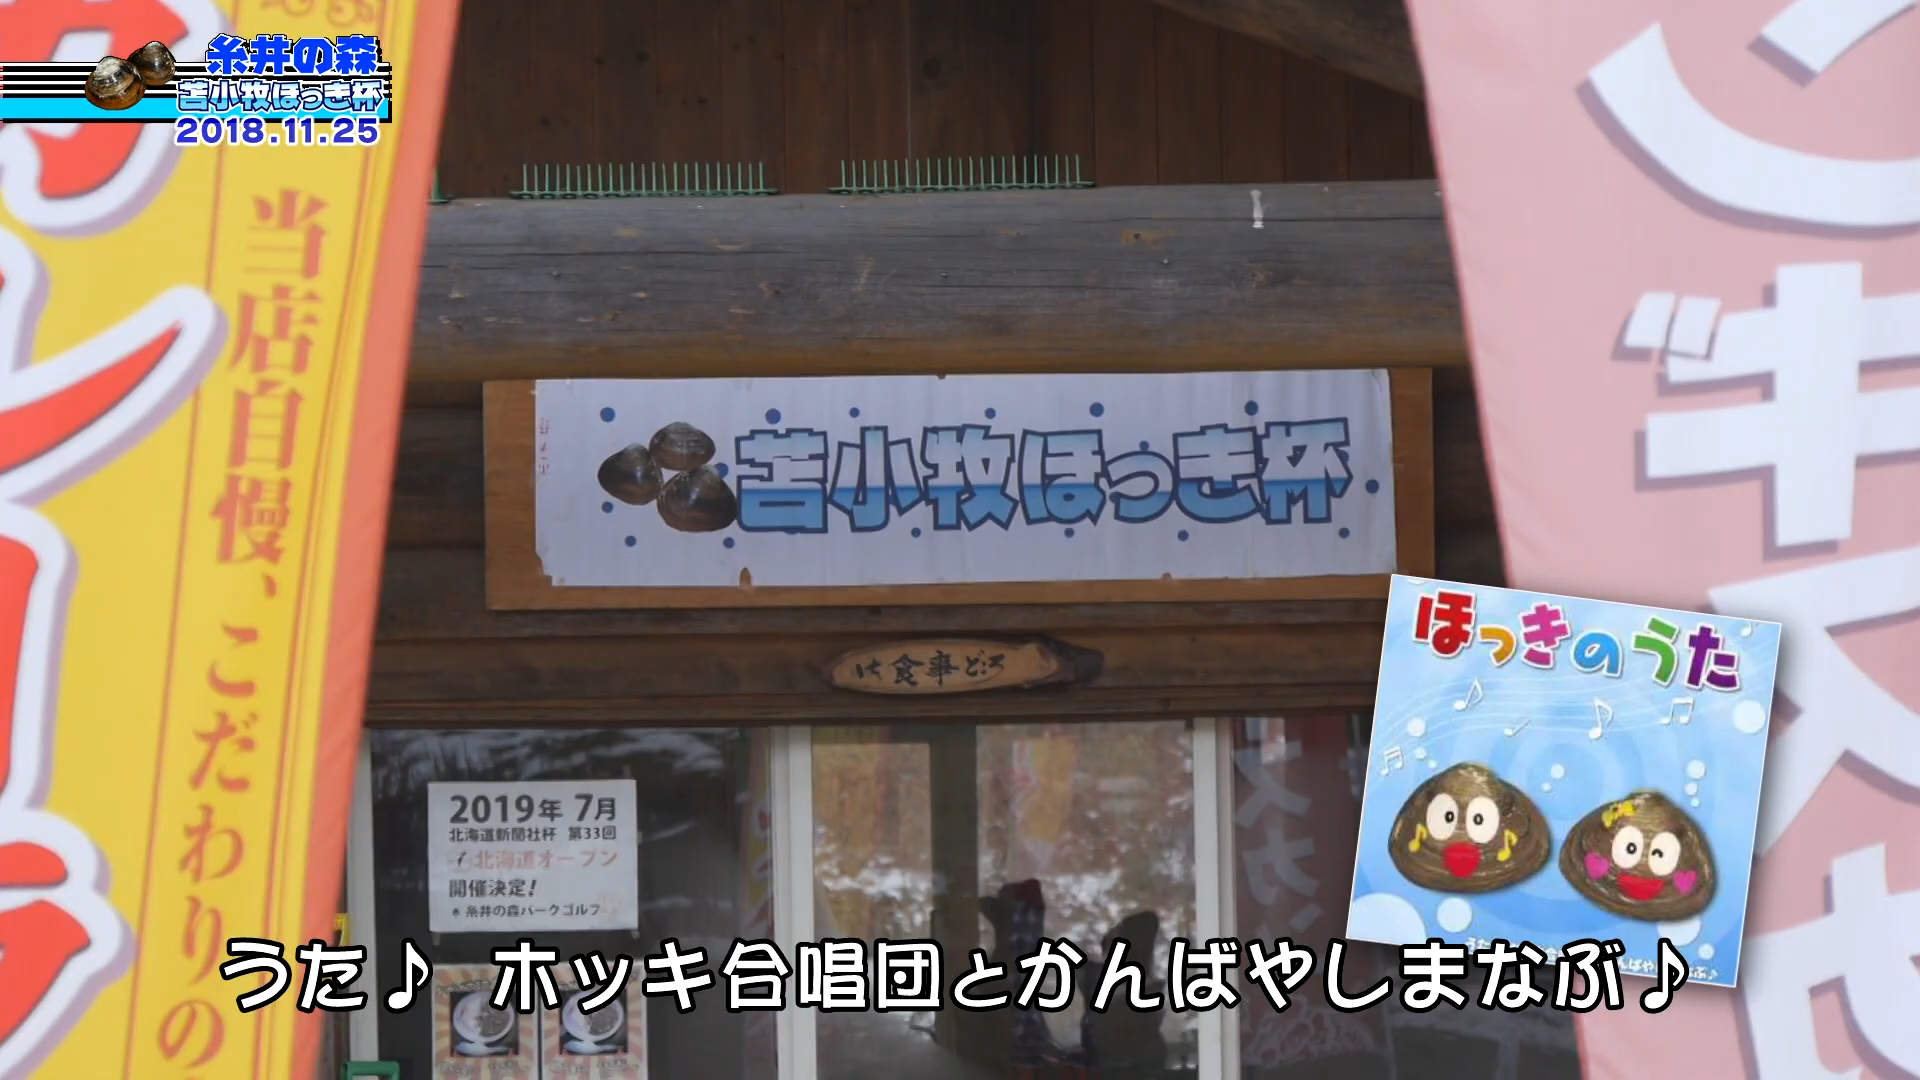 糸井の森
苫小牧ほっき杯
2018.11.25
当店自慢、こだわりの
カレーラ
苫小牧ほっき杯
お食事どころ
ほっきのうた
2019年 7月
北海道新聞社杯 第33回
北海道オープン
開催決定!
糸井の森パークゴルフ
うた♪ ホッキ合唱団とかんばやしまなぶ♪